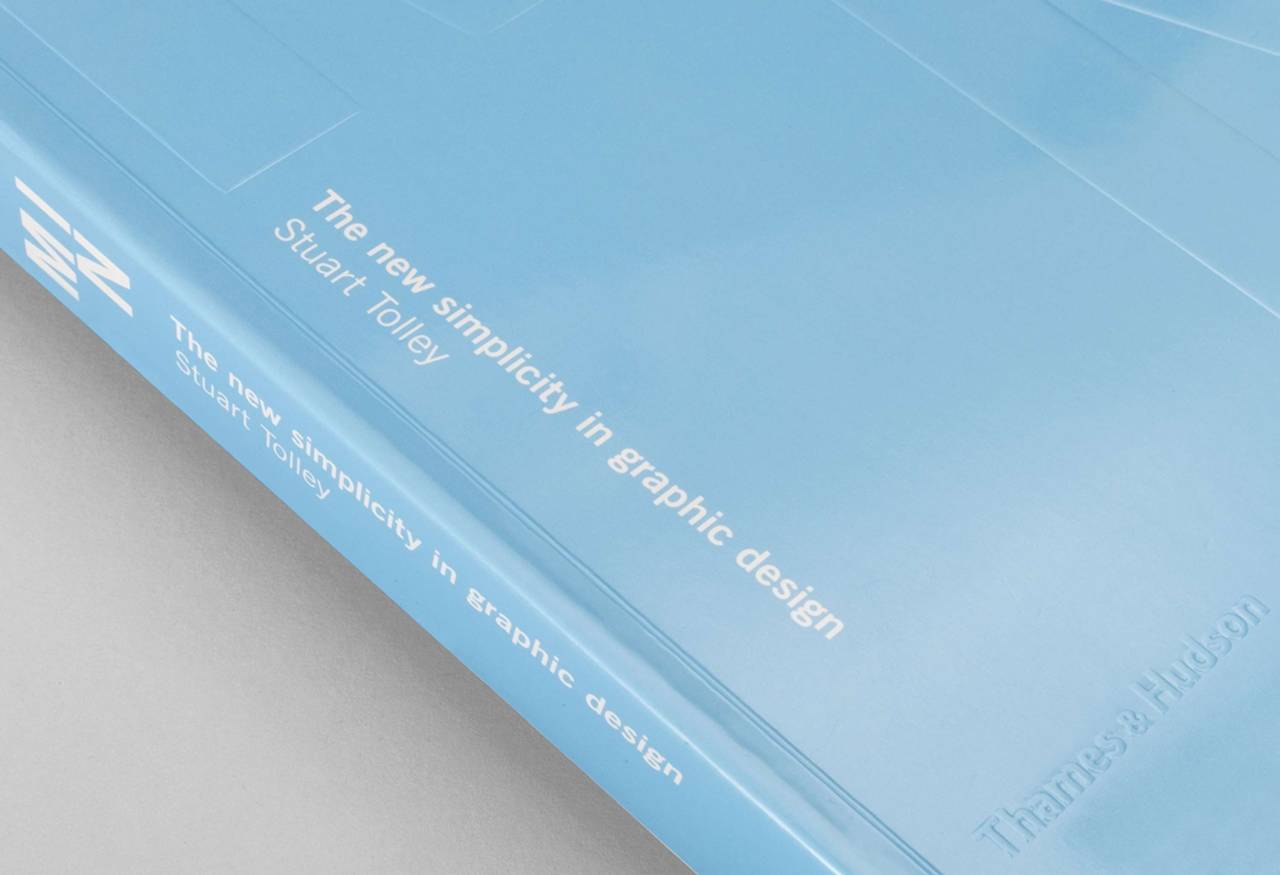 The new simplicity in graphic design
Stuart Tolley
The new simplicity in graphic design
Stuart Tolley
Thames & Hudson